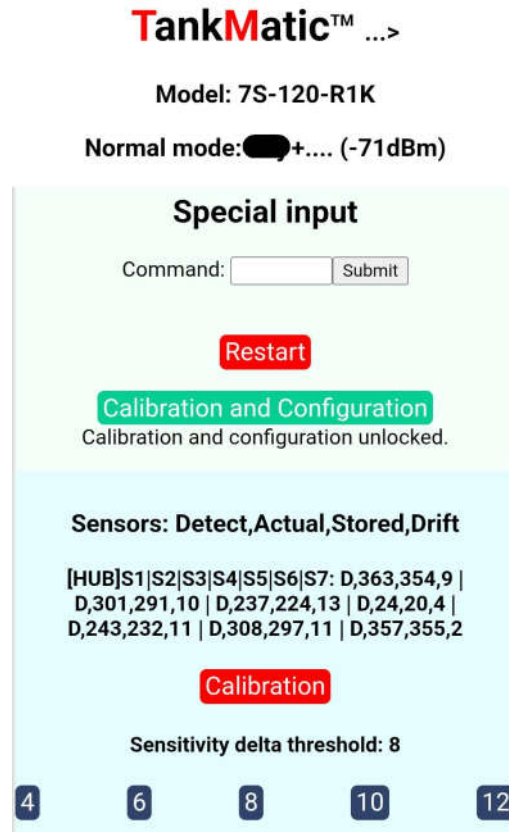 TankMatic™ ...>
Model: 7S-120-R1K
Normal mode: +.... (-71dBm)
Special input
Command: Submit
Restart
Calibration and Configuration
Calibration and configuration unlocked.
Sensors: Detect,Actual,Stored,Drift
[HUB]S1|S2|S3|S4|S5|S6|S7: D,363,354,9 |
D,301,291,10 | D,237,224,13 | D,24,20,4 |
D,243,232,11 | D,308,297,11 | D,357,355,2
Calibration
Sensitivity delta threshold: 8
4 6 8 10 12